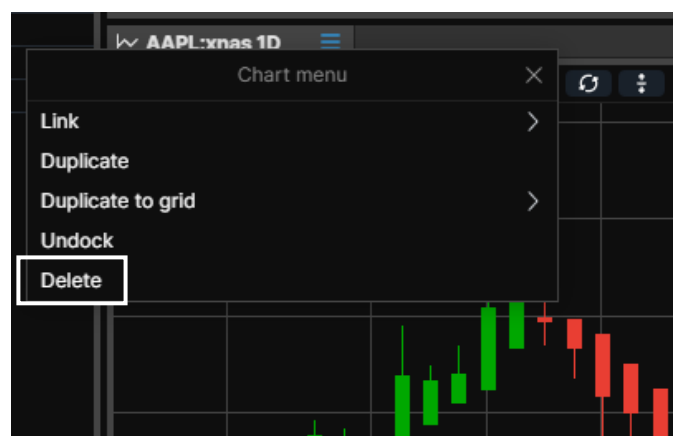 AAPL:xnas 1D
Chart menu
Link
Duplicate
Duplicate to grid
Undock
Delete